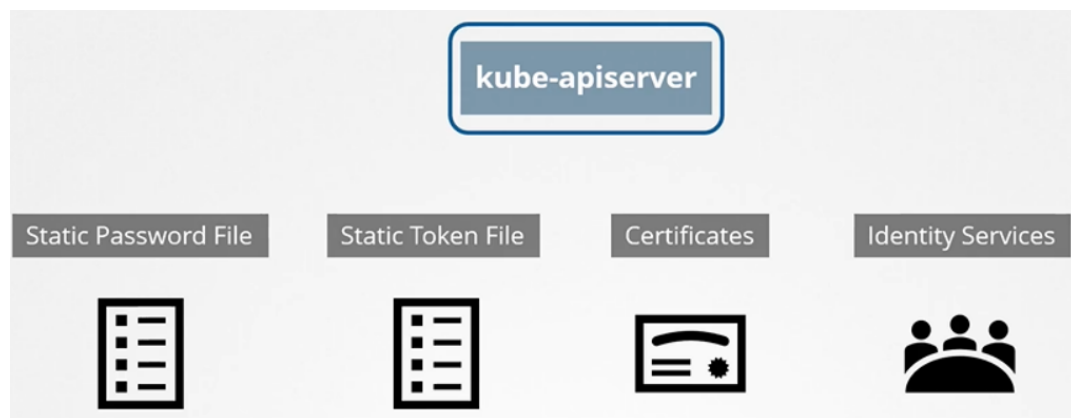 kube-apiserver
Static Password File
Static Token File
Certificates
Identity Services